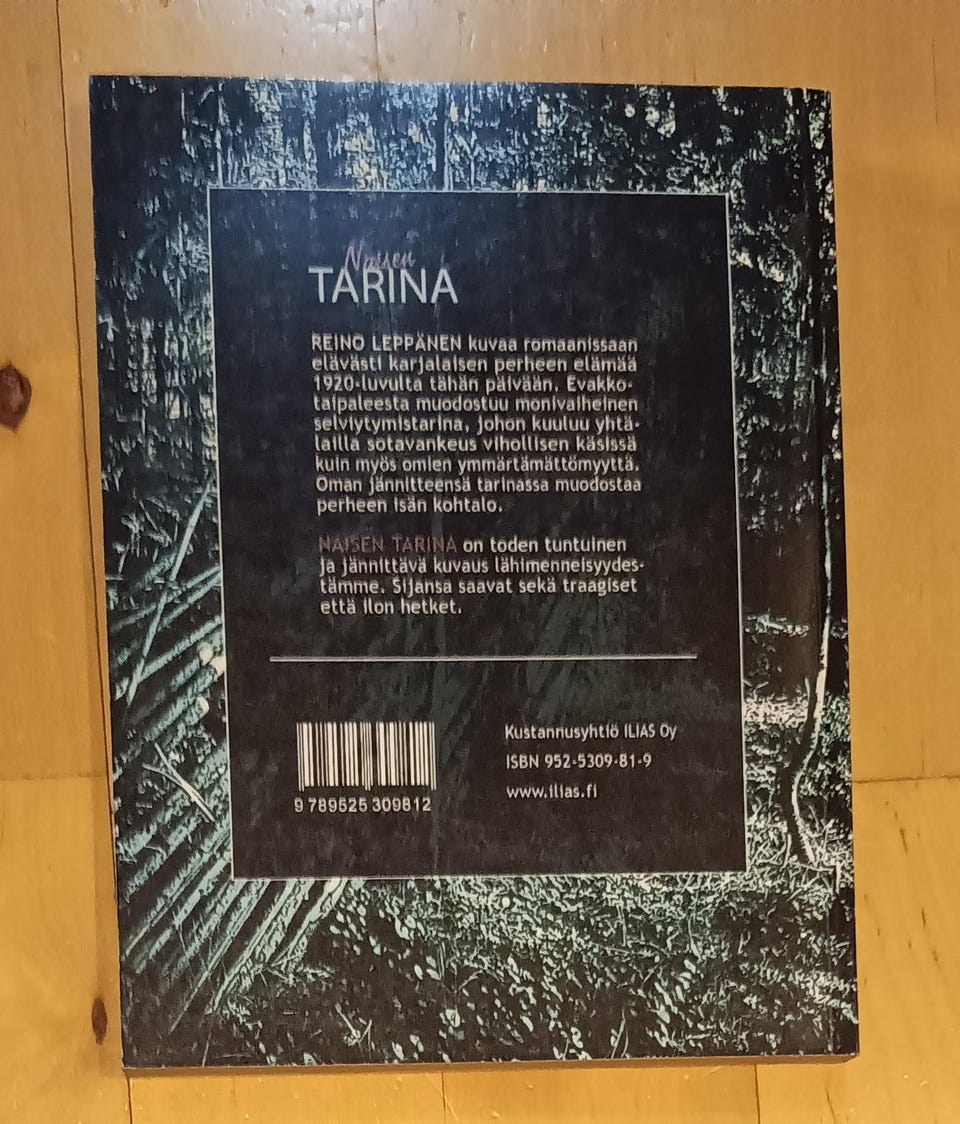 Naisen
TARINA
REINO LEPPÄNEN kuvaa romaanissaan
elävästi karjalaisen perheen elämää
1920-luvulta tähän päivään. Evakko-
taipaleesta muodostuu monivaiheinen
selviytymistarina, johon kuuluu yhtä-
lailla sotavankeus vihollisen käsissä
kuin myös omien ymmärtämättömyyttä.
Oman jännitteensä tarinassa muodostaa
perheen isän kohtalo.
NAISEN TARINA on toden tuntuinen
ja jännittävä kuvaus lähimenneisyydes-
tämme. Sijansa saavat sekä traagiset
että ilon hetket.
Kustannusyhtiö ILIAS Oy
ISBN 952-5309-81-9
www.ilias.fi
9 789525 309812